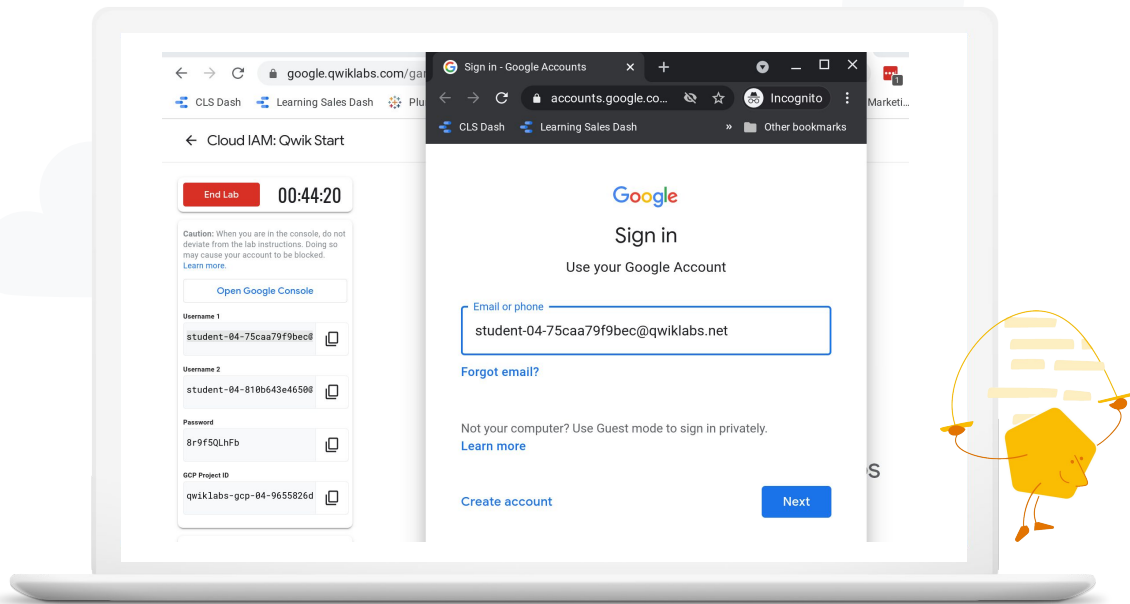 google.qwiklabs.com/gar
CLS Dash
Learning Sales Dash
Plu
Cloud IAM: Qwik Start
End Lab
00:44:20
Caution: When you are in the console, do not
deviate from the lab instructions. Doing so
may cause your account to be blocked.
Learn more.
Open Google Console
Username 1
student-04-75caa79f9bec@
Username 2
student-04-810b643e4650@
Password
8r9f5QLhFb
GCP Project ID
qwiklabs-gcp-04-9655826d
Sign in - Google Accounts
accounts.google.co...
Incognito
CLS Dash
Learning Sales Dash
»
Other bookmarks
Google
Sign in
Use your Google Account
Email or phone
student-04-75caa79f9bec@qwiklabs.net
Forgot email?
Not your computer? Use Guest mode to sign in privately.
Learn more
Create account
Next
1
Marketi...
s